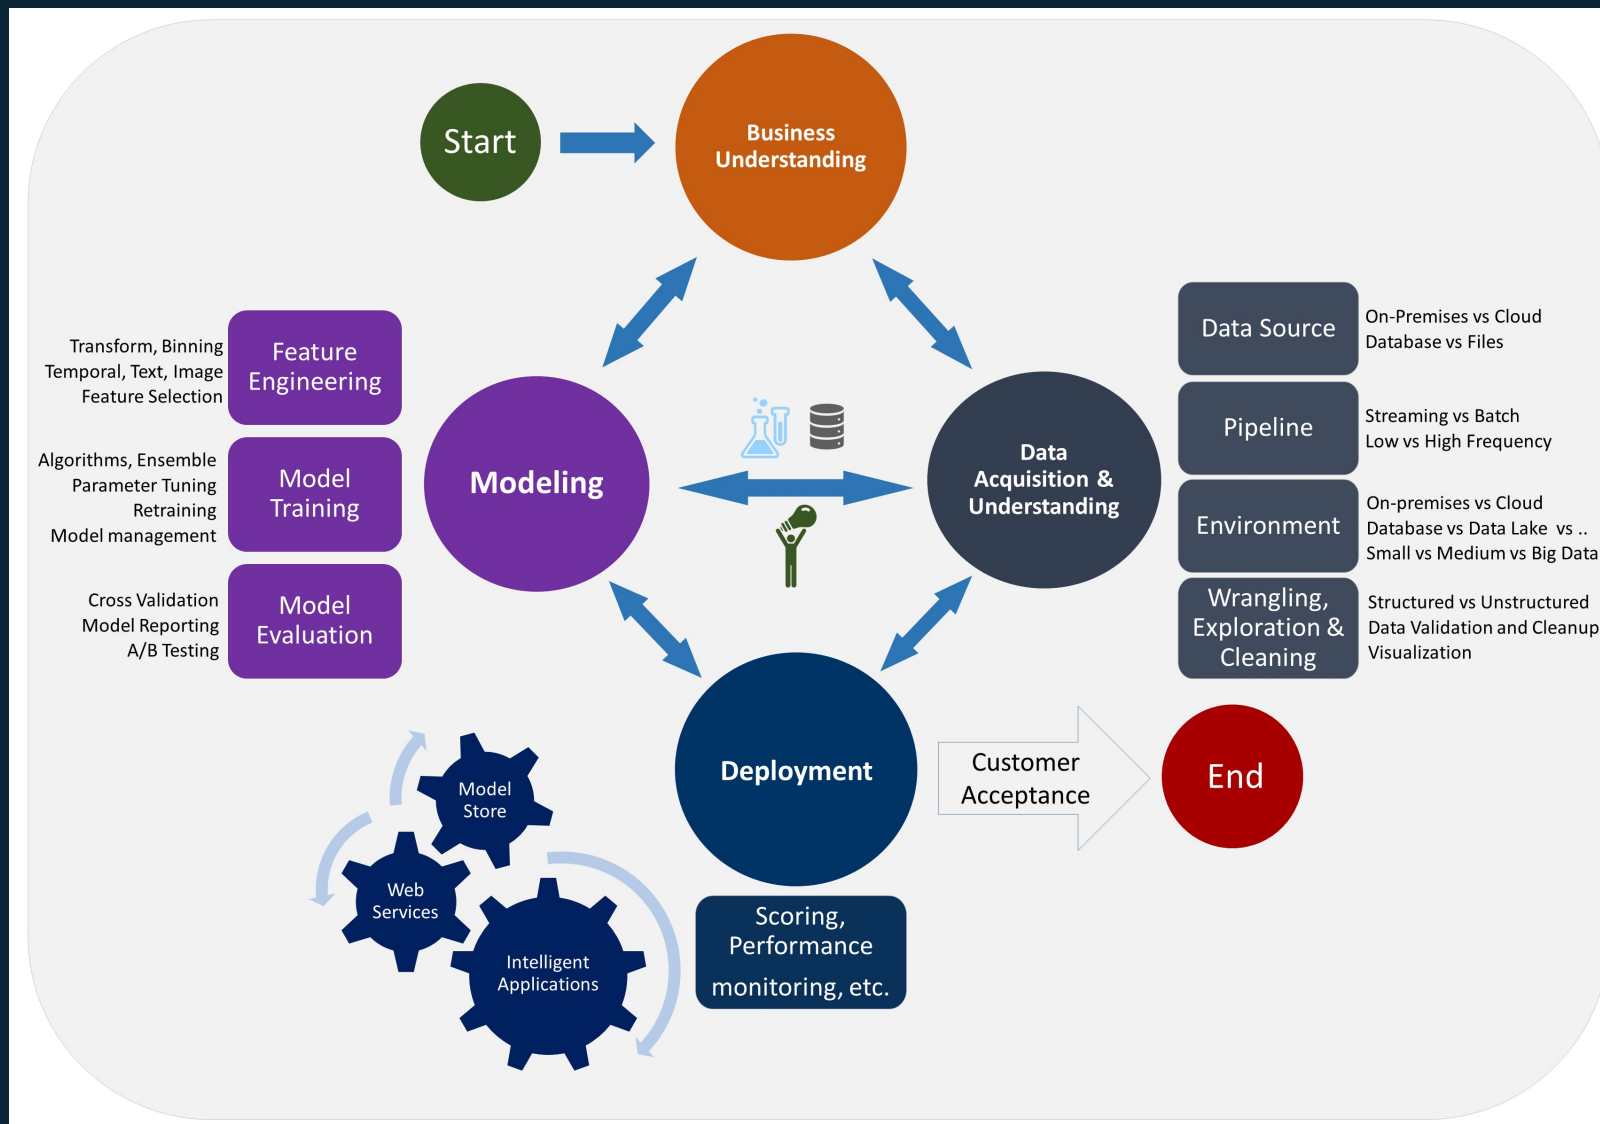 Start
Business
Understanding
Transform, Binning
Temporal, Text, Image
Feature Selection
Feature
Engineering
Algorithms, Ensemble
Parameter Tuning
Retraining
Model management
Model
Training
Cross Validation
Model Reporting
A/B Testing
Model
Evaluation
Modeling
Data
Acquisition &
Understanding
Data Source
On-Premises vs Cloud
Database vs Files
Pipeline
Streaming vs Batch
Low vs High Frequency
Environment
On-premises vs Cloud
Database vs Data Lake vs ..
Small vs Medium vs Big Data
Wrangling,
Exploration &
Cleaning
Structured vs Unstructured
Data Validation and Cleanup
Visualization
Deployment
Customer
Acceptance
End
Model
Store
Web
Services
Intelligent
Applications
Scoring,
Performance
monitoring, etc.